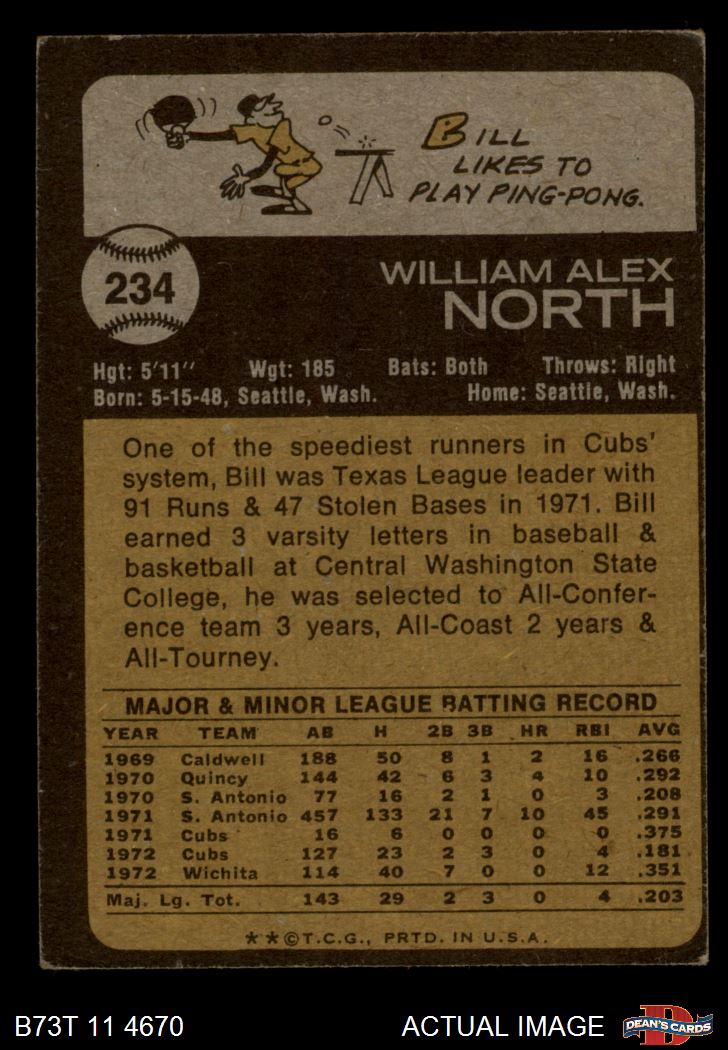 BILL
LIKES TO
PLAY PING-PONG.
234
WILLIAM ALEX
NORTH
Hgt: 5'11" Wgt: 185 Bats: Both Throws: Right
Born: 5-15-48, Seattle, Wash. Home: Seattle, Wash.
One of the speediest runners in Cubs'
system, Bill was Texas League leader with
91 Runs & 47 Stolen Bases in 1971. Bill
earned 3 varsity letters in baseball &
basketball at Central Washington State
College, he was selected to All-Confer-
ence team 3 years, All-Coast 2 years &
All-Tourney.
MAJOR & MINOR LEAGUE BATTING RECORD
YEAR TEAM AB H 2B 3B HR RBI AVG
1969 Caldwell 188 50 8 1 2 16 .266
1970 Quincy 144 42 6 3 4 10 .292
1970 S. Antonio 77 16 2 1 0 3 .208
1971 S. Antonio 457 133 21 7 10 45 .291
1971 Cubs 16 6 0 0 0 0 .375
1972 Cubs 127 23 2 3 0 4 .181
1972 Wichita 114 40 7 0 0 12 .351
Maj. Lg. Tot. 143 29 2 3 0 4 .203
**©T.C.G., PRTD. IN U.S.A.
B73T 11 4670 ACTUAL IMAGE D DEAN'S CARDS